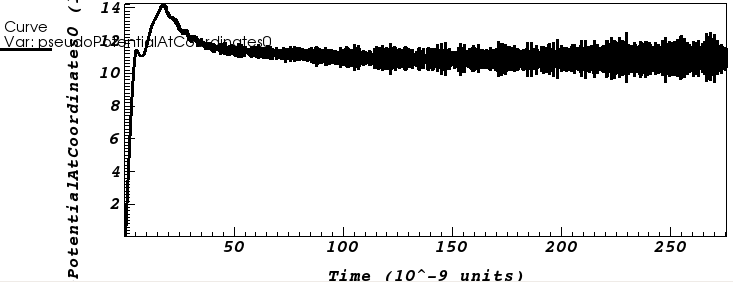 Curve
Var: pseudoPotentialAtCoordinates0
PotentialAtCoordinates0
14
12
10
8
6
4
2
50 100 150 200 250
Time (10^-9 units)